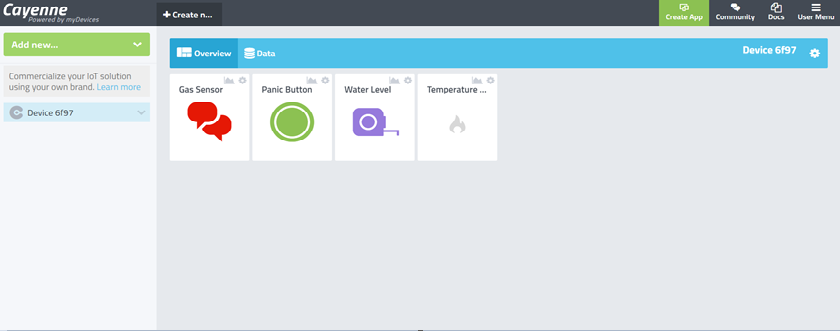 Cayenne
Powered by myDevices
Create n...
Create App
Community
Docs
User Menu
Add new...
Commercialize your IoT solution
using your own brand. Learn more
Device 6f97
Overview
Data
Device 6f97
Gas Sensor
Panic Button
Water Level
Temperature ...